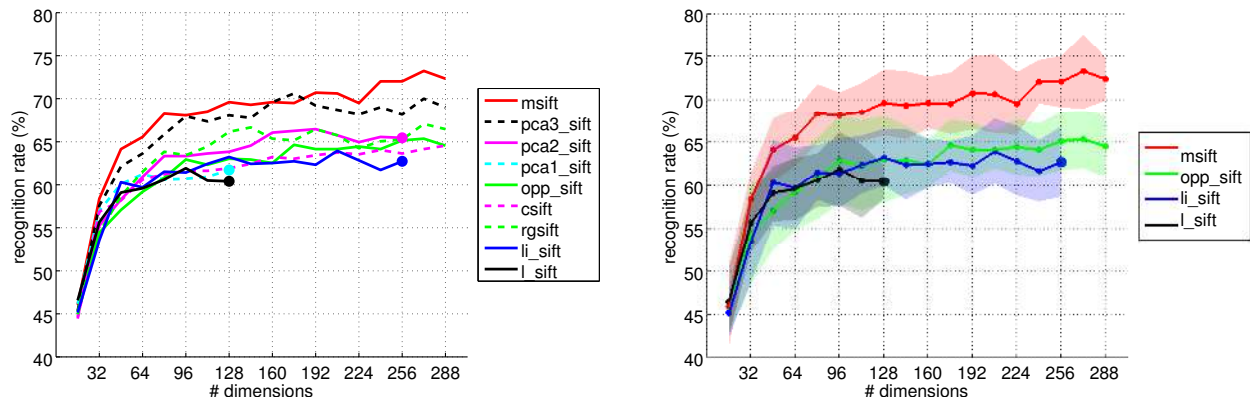 80
75
70
65
60
55
50
45
40
recognition rate (%)
32 64 96 128 160 192 224 256 288
# dimensions
msift
pca3_sift
pca2_sift
pca1_sift
opp_sift
csift
rgsift
li_sift
l_sift
80
75
70
65
60
55
50
45
40
recognition rate (%)
32 64 96 128 160 192 224 256 288
# dimensions
msift
opp_sift
li_sift
l_sift